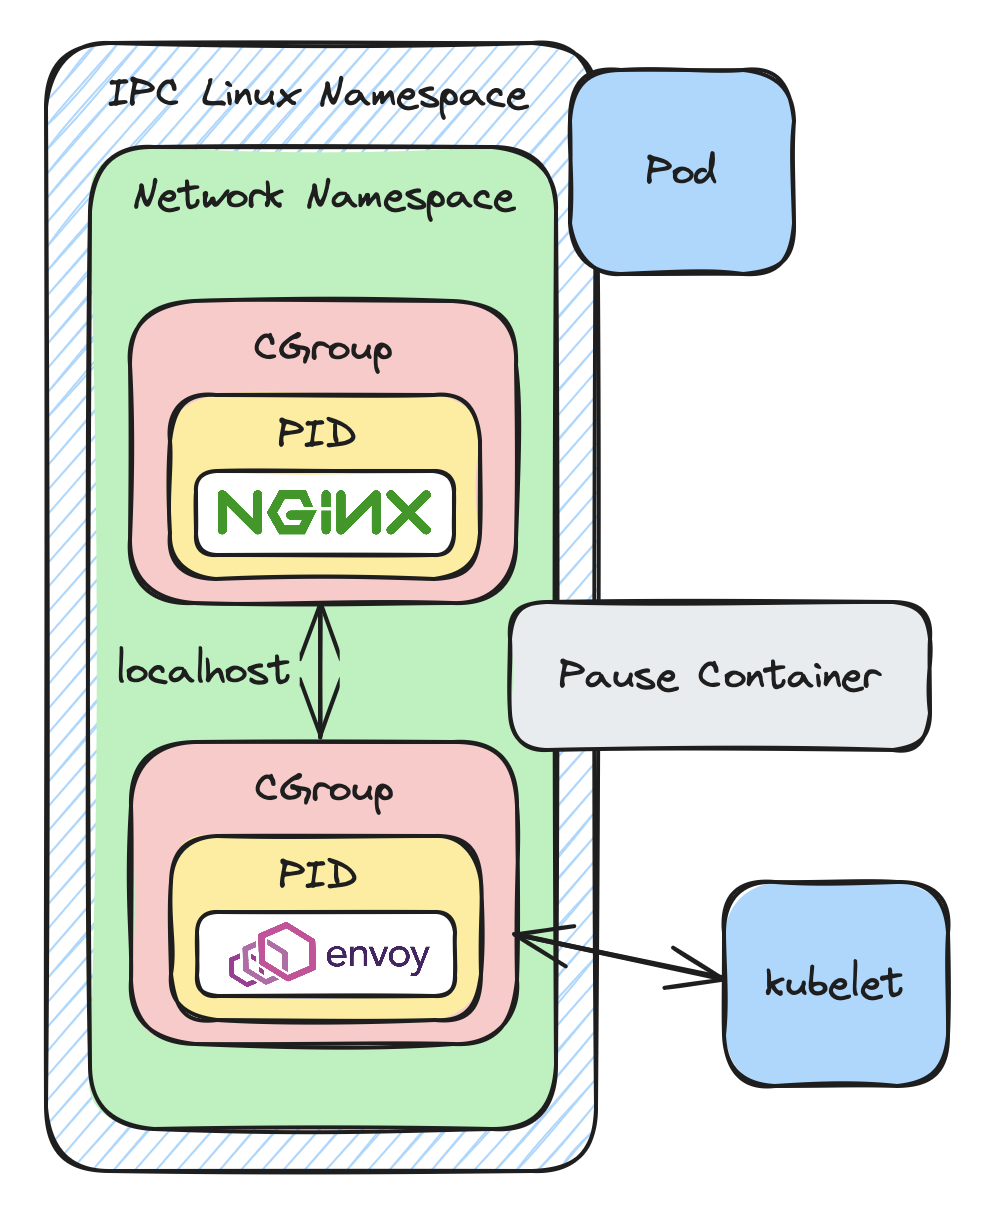 IPC Linux Namespace
Pod
Network Namespace
CGroup
PID
NGiNX
localhost
Pause Container
CGroup
PID
envoy
kubelet